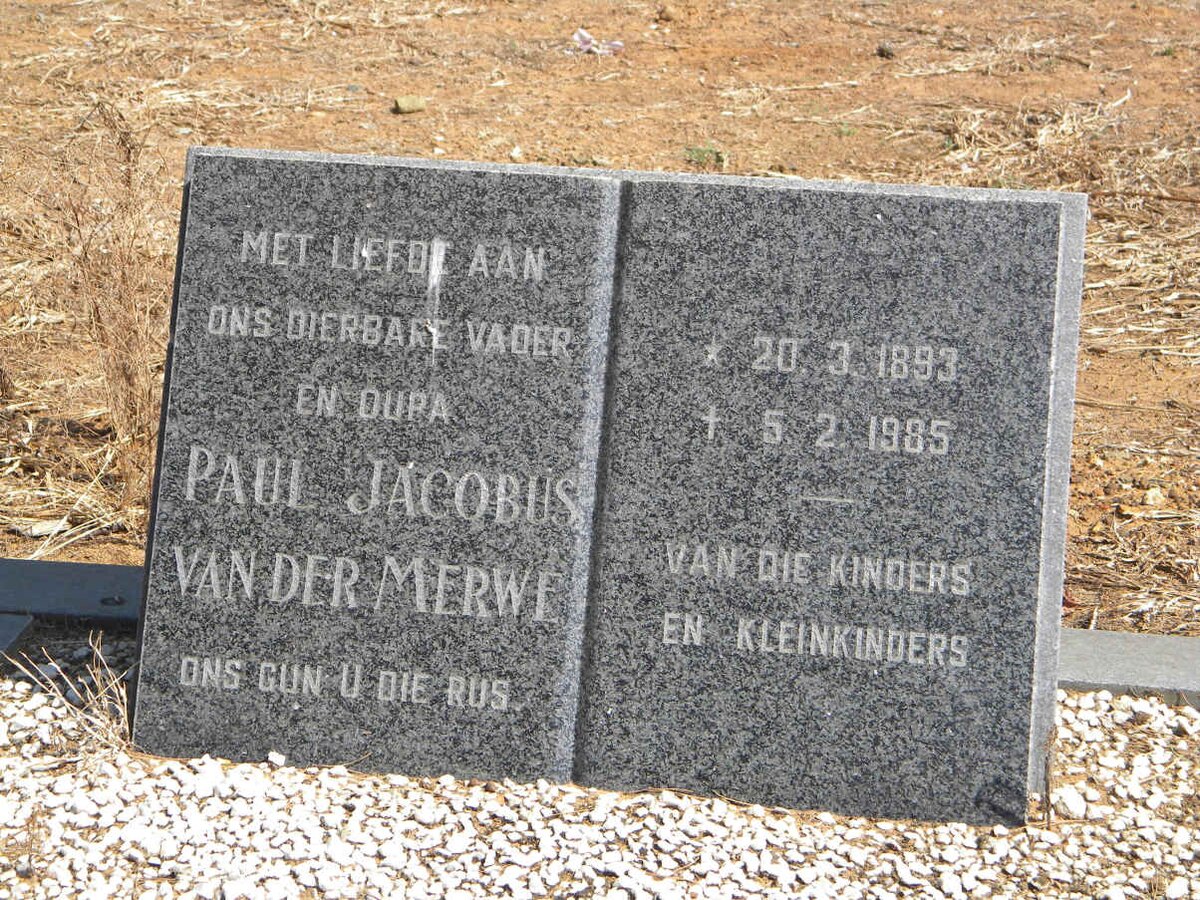 MET LIEFDE AAN
ONS DIERBARE VADER
EN OUPA
PAUL JACOBUS
VAN DER MERWE
ONS GUN U DIE RUS
* 20. 3. 1893
† 5. 2. 1985
VAN DIE KINDERS
EN KLEINKINDERS